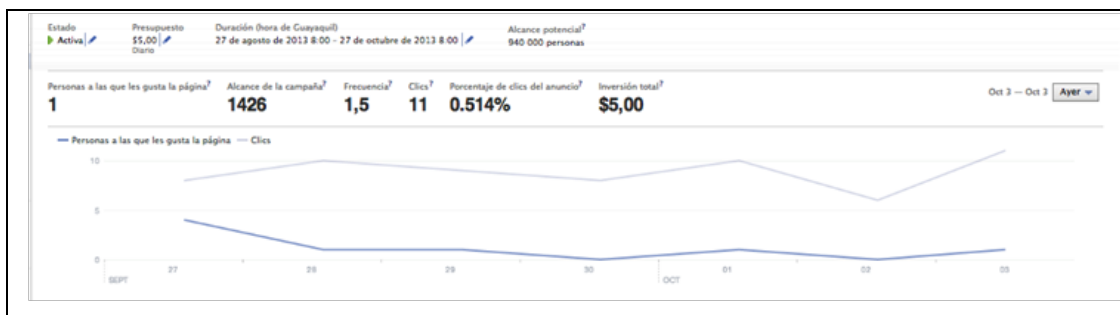 Estado Presupuesto Duración (hora de Guayaquil) Alcance potencial?
Activa $5,00 27 de agosto de 2013 8:00 - 27 de octubre de 2013 8:00 940 000 personas
Diario
Personas a las que les gusta la página? Alcance de la campaña? Frecuencia? Clics? Porcentaje de clics del anuncio? Inversión total?
1 1426 1,5 11 0.514% $5,00 Oct 3 — Oct 3 Ayer
Personas a las que les gusta la página Clics
10
5
0
27 28 29 30 01 02 03
SEPT OCT